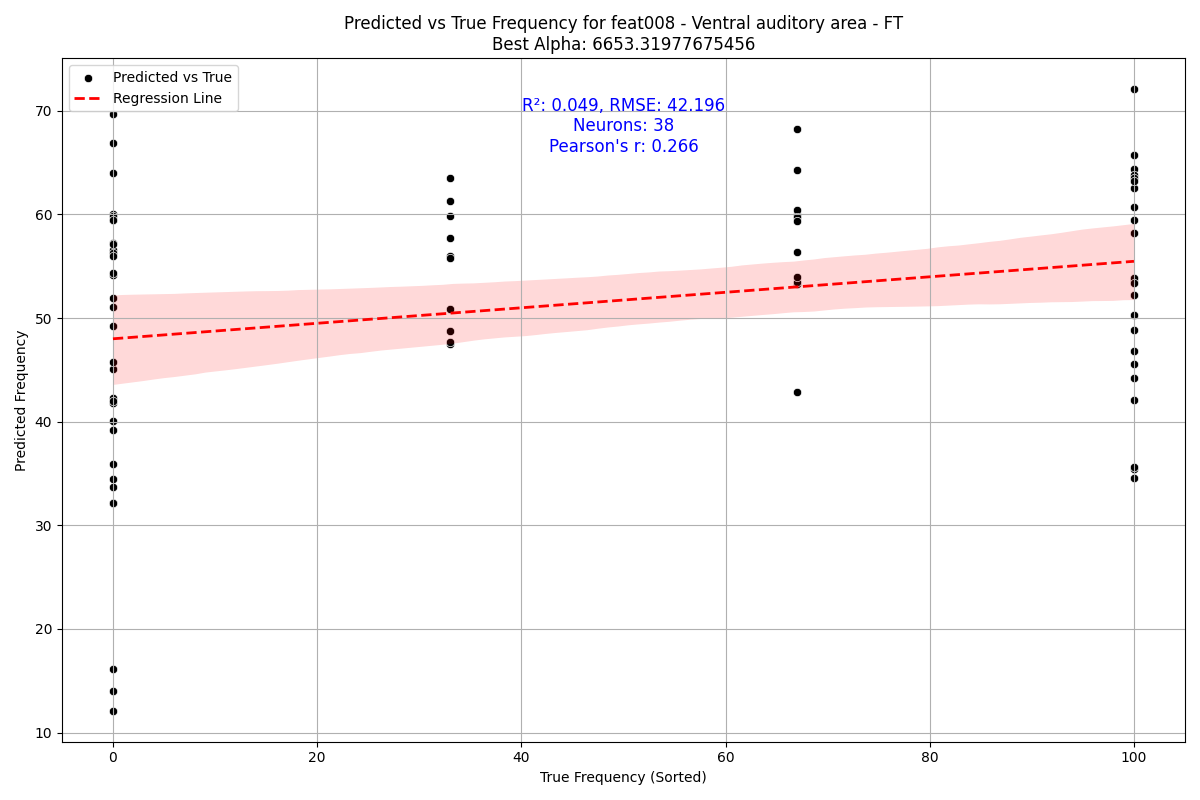 Predicted vs True Frequency for feat008 - Ventral auditory area - FT
Best Alpha: 6653.31977675456
Predicted vs True
Regression Line
R²: 0.049, RMSE: 42.196
Neurons: 38
Pearson's r: 0.266
Predicted Frequency
70
60
50
40
30
20
10
0
20
40
60
80
100
True Frequency (Sorted)